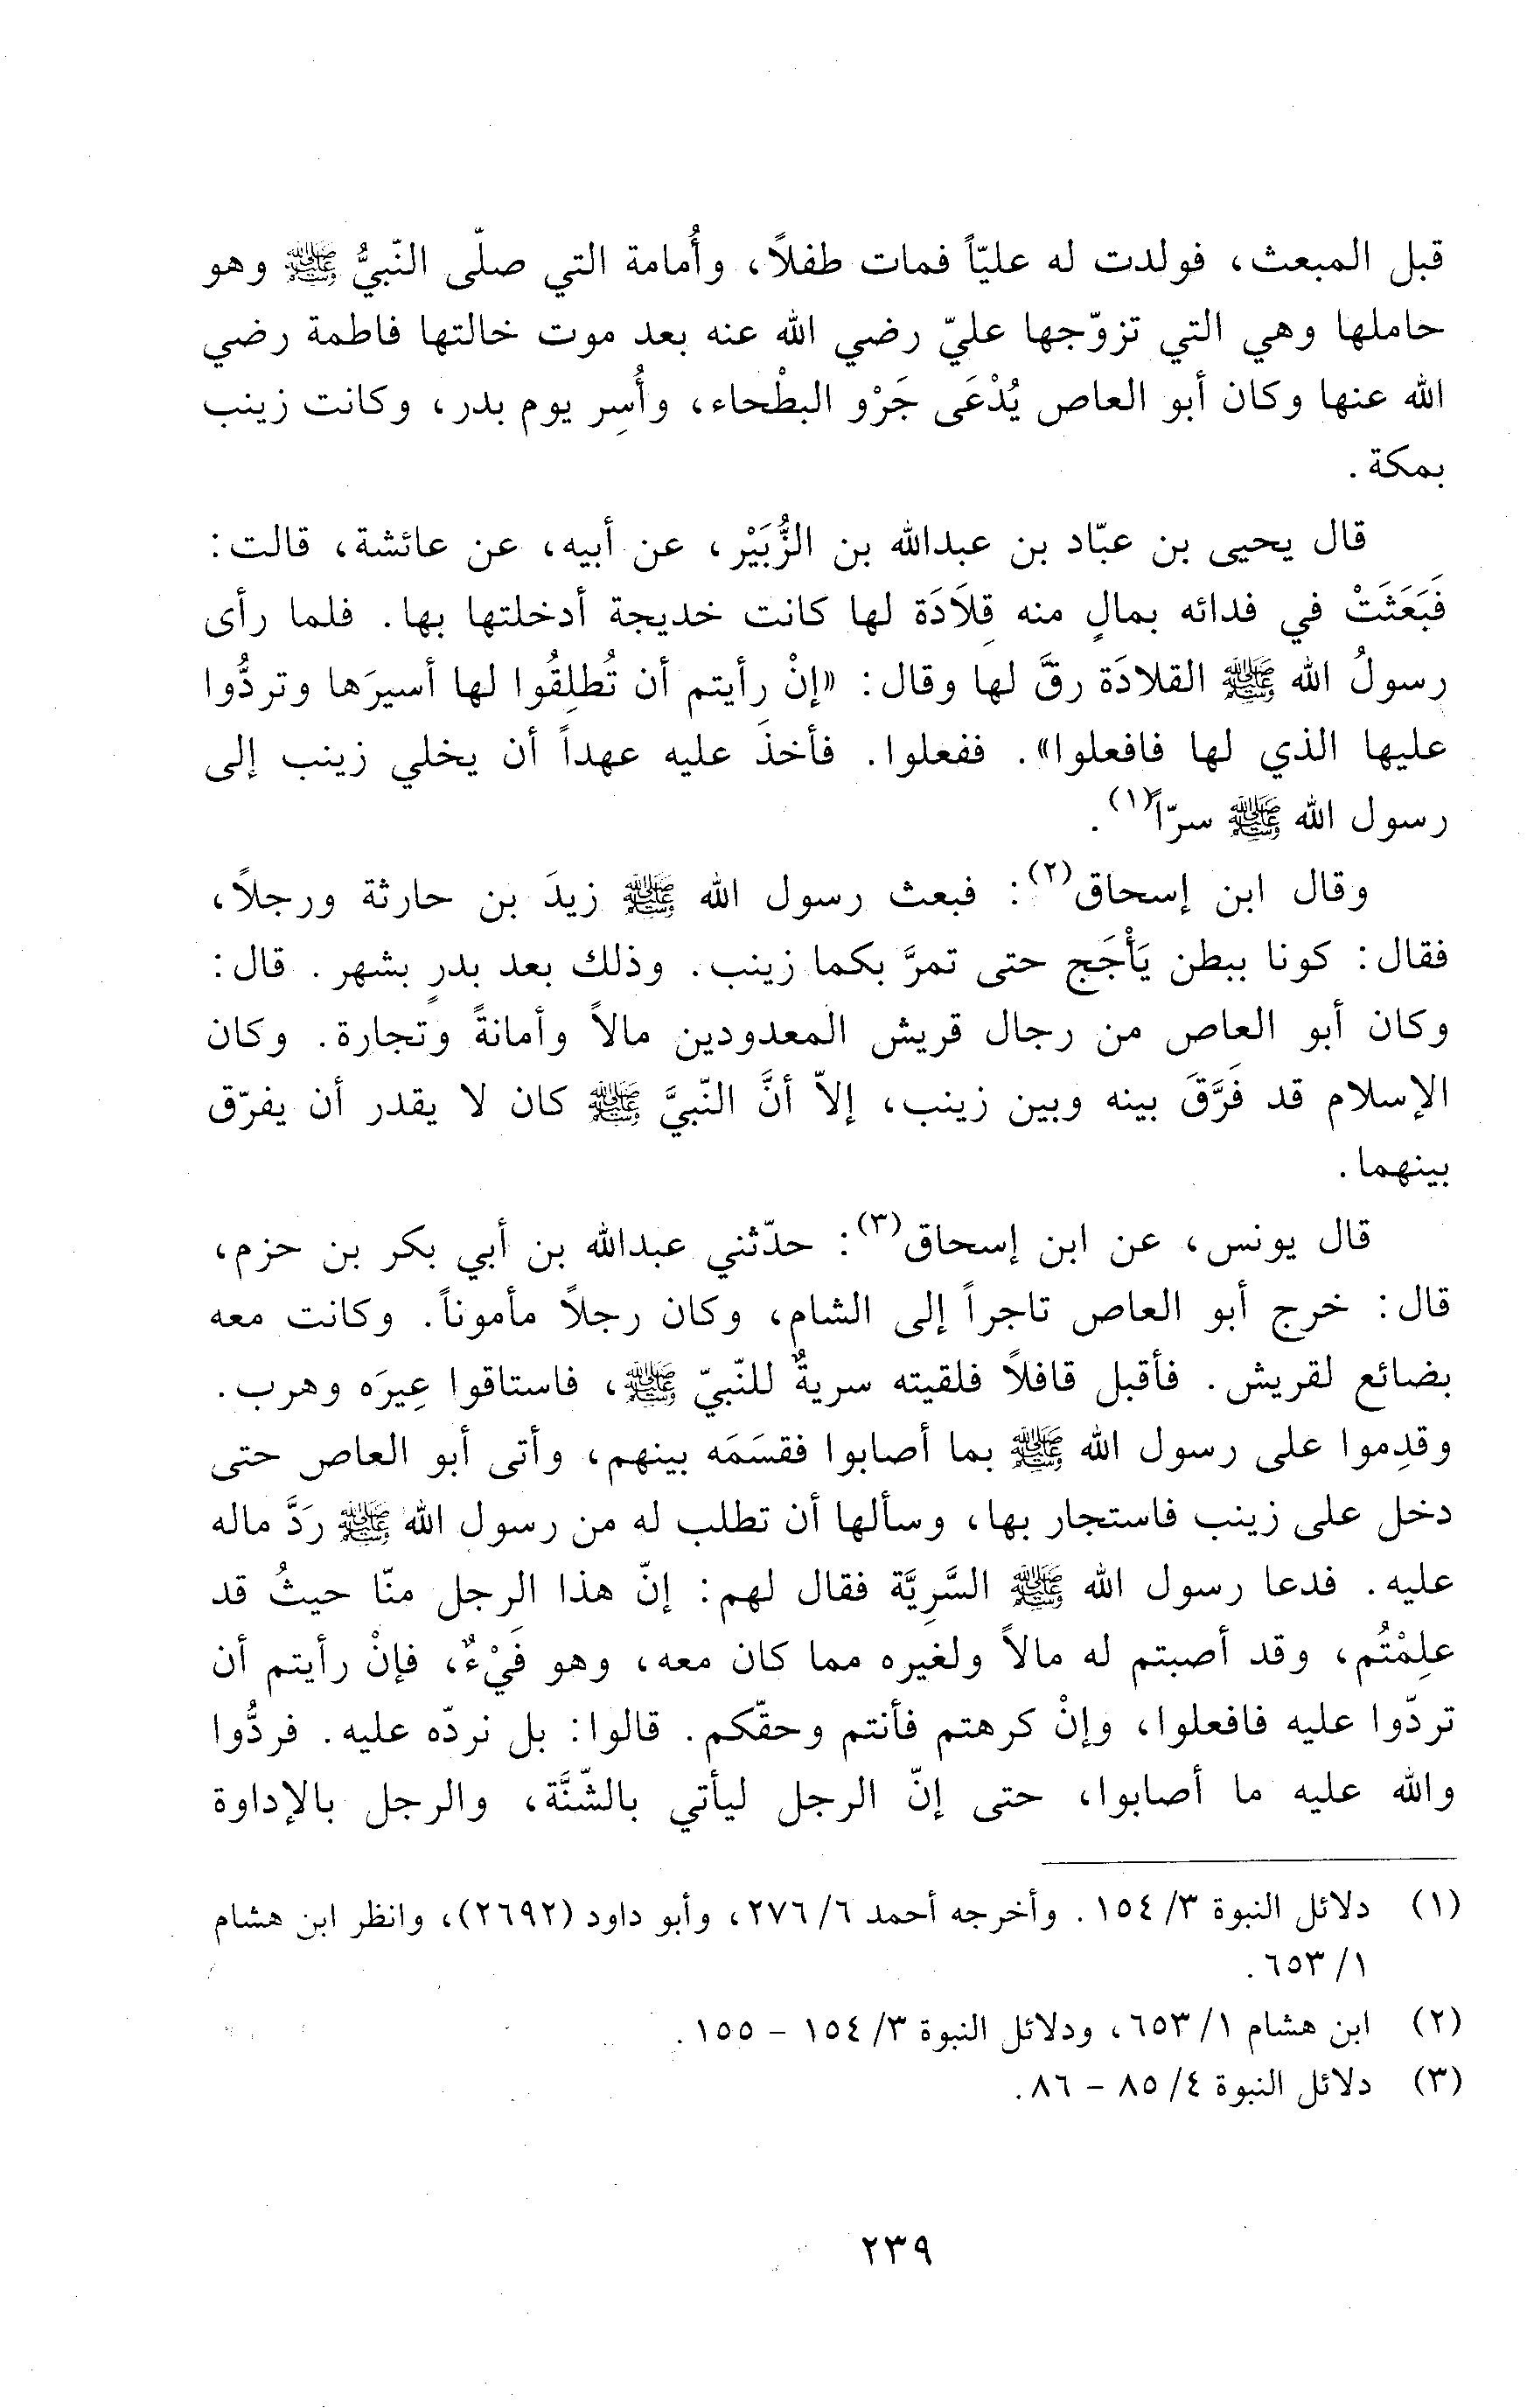 قبل المبعث، فولدت له عليّاً فمات طفلاً، وأُمامة التي صلّى النّبيُّ ﷺ وهو
حاملها وهي التي تزوّجها عليّ رضي الله عنه بعد موت خالتها فاطمة رضي
الله عنها وكان أبو العاص يُدْعَى جَرْو البطْحاء، وأُسِر يوم بدر، وكانت زينب
بمكة.
قال يحيى بن عبّاد بن عبدالله بن الزُّبَيْر، عن أبيه، عن عائشة، قالت:
فَبَعَثَتْ في فدائه بمالٍ منه قِلاَدَة لها كانت خديجة أدخلتها بها. فلما رأى
رسولُ الله ﷺ القلادَة رقَّ لها وقال: «إنْ رأيتم أن تُطلِقُوا لها أسيرَها وتردُّوا
عليها الذي لها فافعلوا». ففعلوا. فأخذَ عليه عهداً أن يخلي زينب إلى
رسول الله ﷺ سرّاً(١).
وقال ابن إسحاق(٢): فبعث رسول الله ﷺ زيدَ بن حارثة ورجلاً،
فقال: كونا ببطن يَأْجَج حتى تمرَّ بكما زينب. وذلك بعد بدرٍ بشهر. قال:
وكان أبو العاص من رجال قريش المعدودين مالاً وأمانةً وتجارة. وكان
الإسلام قد فَرَّقَ بينه وبين زينب، إلاّ أنَّ النّبيَّ ﷺ كان لا يقدر أن يفرّق
بينهما.
قال يونس، عن ابن إسحاق(٣): حدّثني عبدالله بن أبي بكر بن حزم،
قال: خرج أبو العاص تاجراً إلى الشام، وكان رجلاً مأموناً. وكانت معه
بضائع لقريش. فأقبل قافلاً فلقيته سريةٌ للنّبيّ ﷺ، فاستاقوا عِيرَه وهرب.
وقدِموا على رسول الله ﷺ بما أصابوا فقسَمَه بينهم، وأتى أبو العاص حتى
دخل على زينب فاستجار بها، وسألها أن تطلب له من رسول الله ﷺ رَدَّ ماله
عليه. فدعا رسول الله ﷺ السَّرِيَّة فقال لهم: إنّ هذا الرجل منّا حيثُ قد
علِمْتُم، وقد أصبتم له مالاً ولغيره مما كان معه، وهو فَيْءٌ، فإنْ رأيتم أن
تردّوا عليه فافعلوا، وإنْ كرهتم فأنتم وحقّكم. قالوا: بل نردّه عليه. فردُّوا
والله عليه ما أصابوا، حتى إنّ الرجل ليأتي بالشّنَّة، والرجل بالإداوة
(١) دلائل النبوة ٣/ ١٥٤. وأخرجه أحمد ٦/ ٢٧٦، وأبو داود (٢٦٩٢)، وانظر ابن هشام
١/ ٦٥٣.
(٢) ابن هشام ١/ ٦٥٣، ودلائل النبوة ٣/ ١٥٤ – ١٥٥.
(٣) دلائل النبوة ٤/ ٨٥ – ٨٦.
٢٣٩